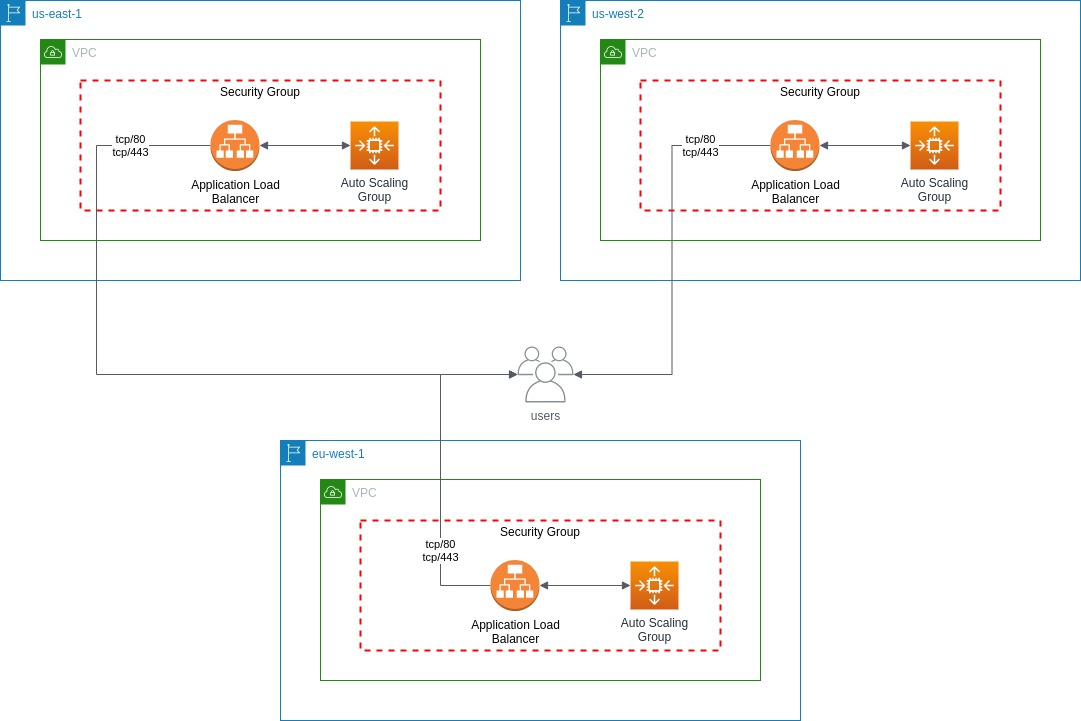 us-east-1
VPC
Security Group
tcp/80
tcp/443
Application Load
Balancer
Auto Scaling
Group
us-west-2
VPC
Security Group
tcp/80
tcp/443
Application Load
Balancer
Auto Scaling
Group
users
eu-west-1
VPC
Security Group
tcp/80
tcp/443
Application Load
Balancer
Auto Scaling
Group